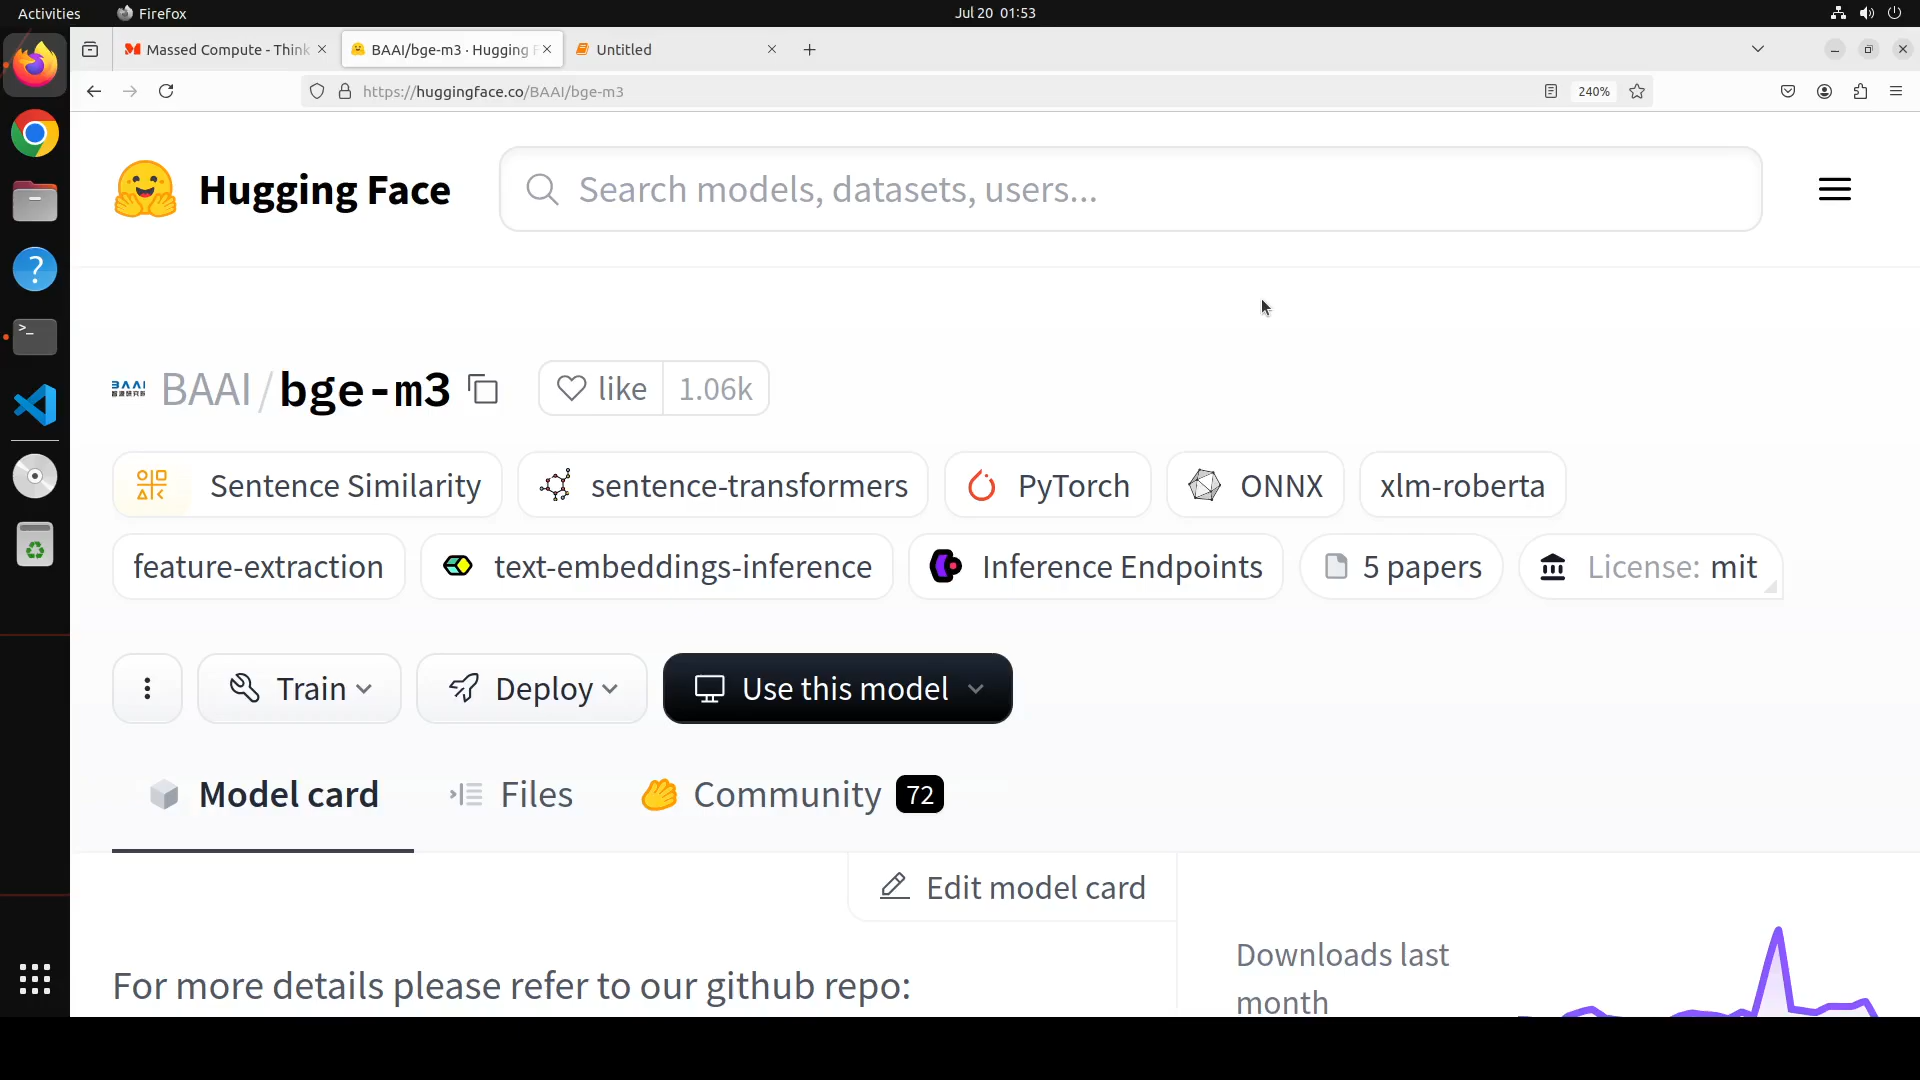 Activities Firefox Jul 20 01:53
Massed Compute - Think BAAI/bge-m3 · Hugging F Untitled
https://huggingface.co/BAAI/bge-m3 240%
Hugging Face Search models, datasets, users...
BAAI/bge-m3 like 1.06k
Sentence Similarity sentence-transformers PyTorch ONNX xlm-roberta
feature-extraction text-embeddings-inference Inference Endpoints 5 papers License: mit
Train Deploy Use this model
Model card Files Community 72
Edit model card
For more details please refer to our github repo:
Downloads last
month